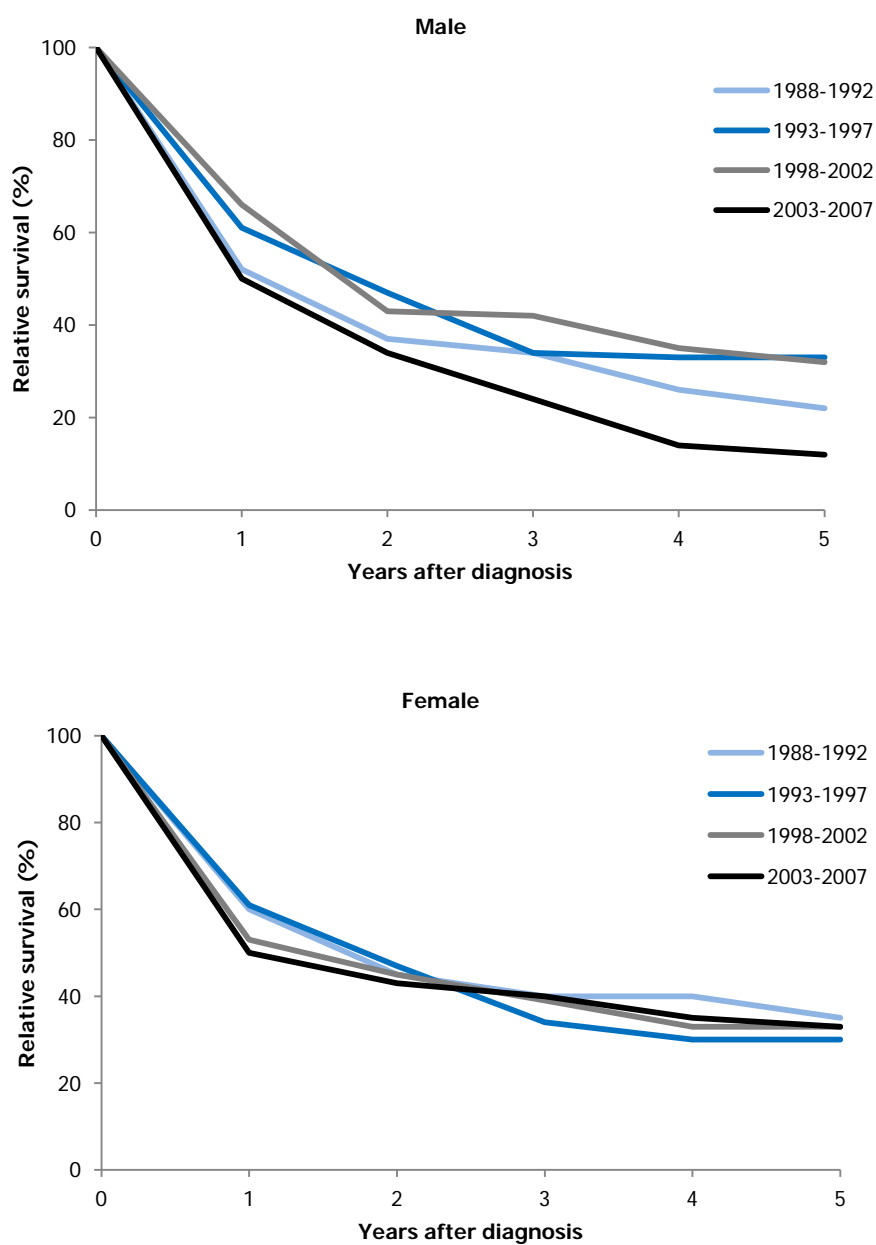 Male
100
80
60
40
20
0
Relative survival (%)
1988-1992
1993-1997
1998-2002
2003-2007
0 1 2 3 4 5
Years after diagnosis
Female
100
80
60
40
20
0
Relative survival (%)
1988-1992
1993-1997
1998-2002
2003-2007
0 1 2 3 4 5
Years after diagnosis